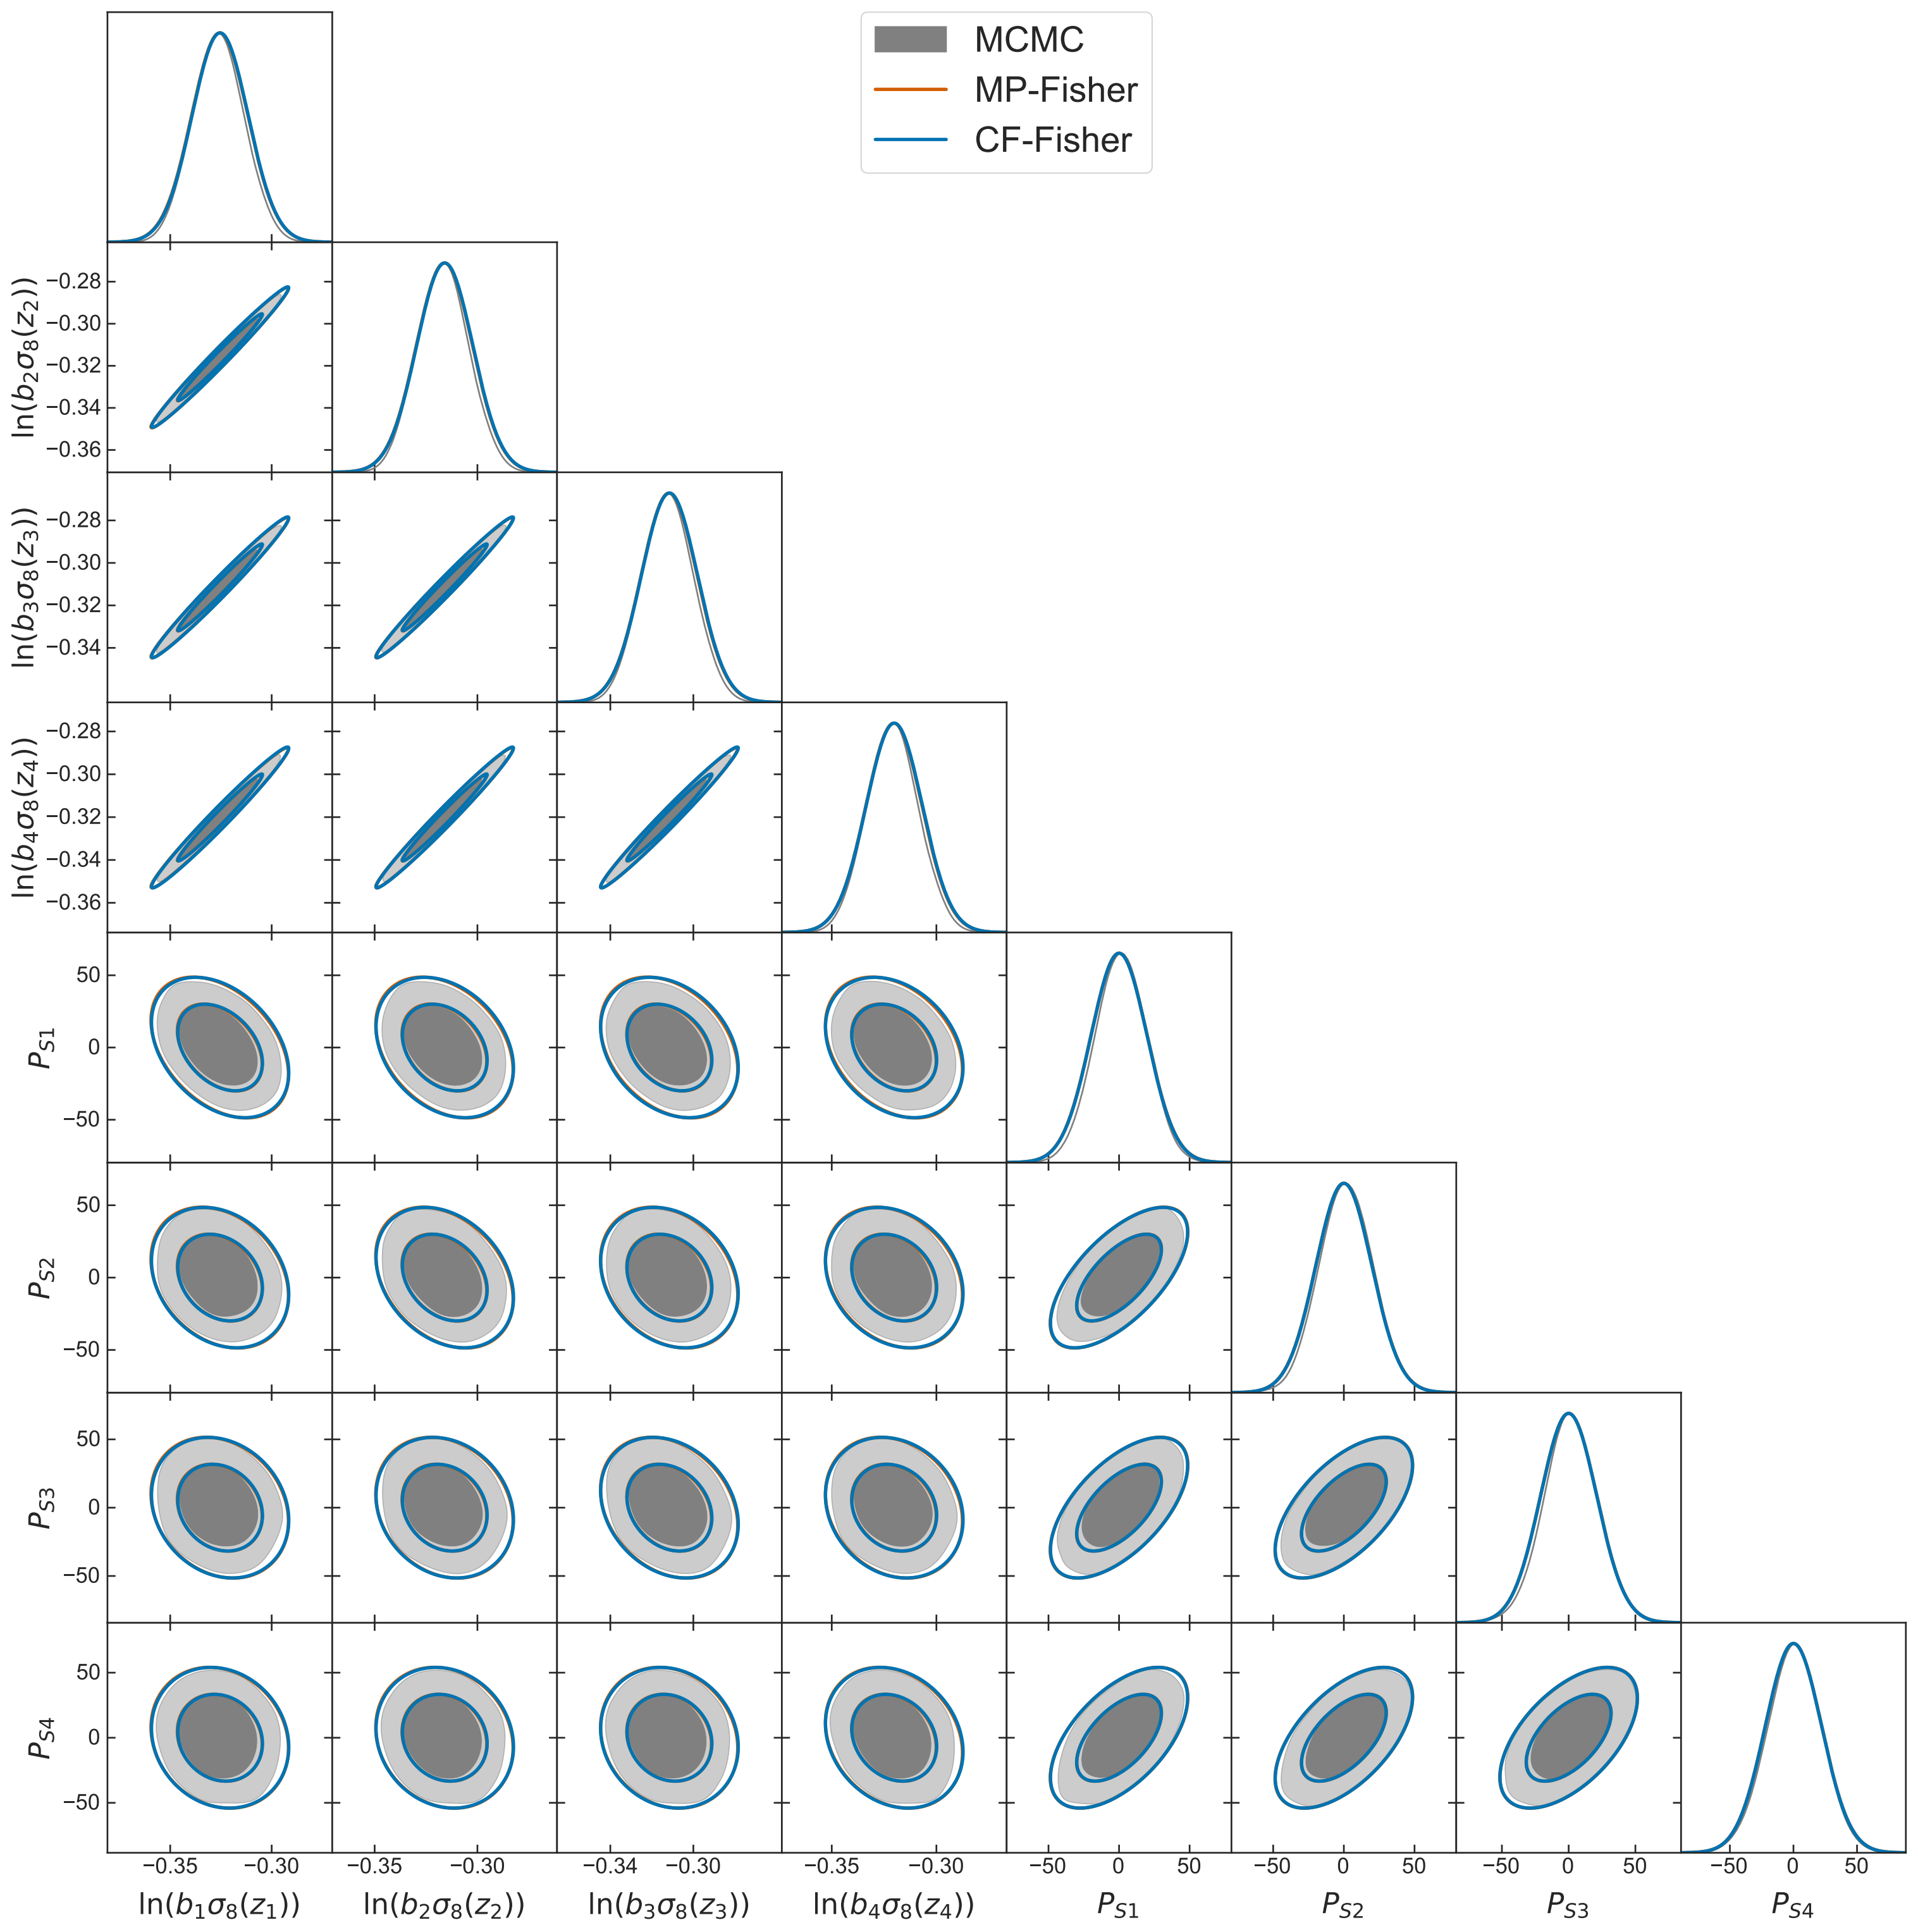 MCMC
MP-Fisher
CF-Fisher
ln(b₂σ₈(z₂))
−0.28
−0.30
−0.32
−0.34
−0.36
ln(b₃σ₈(z₃))
−0.28
−0.30
−0.32
−0.34
ln(b₄σ₈(z₄))
−0.28
−0.30
−0.32
−0.34
−0.36
P_S1
50
0
−50
P_S2
50
0
−50
P_S3
50
0
−50
P_S4
50
0
−50
−0.35 −0.30 −0.35 −0.30 −0.34 −0.30 −0.35 −0.30 −50 0 50 −50 0 50 −50 0 50 −50 0 50
ln(b₁σ₈(z₁)) ln(b₂σ₈(z₂)) ln(b₃σ₈(z₃)) ln(b₄σ₈(z₄)) P_S1 P_S2 P_S3 P_S4